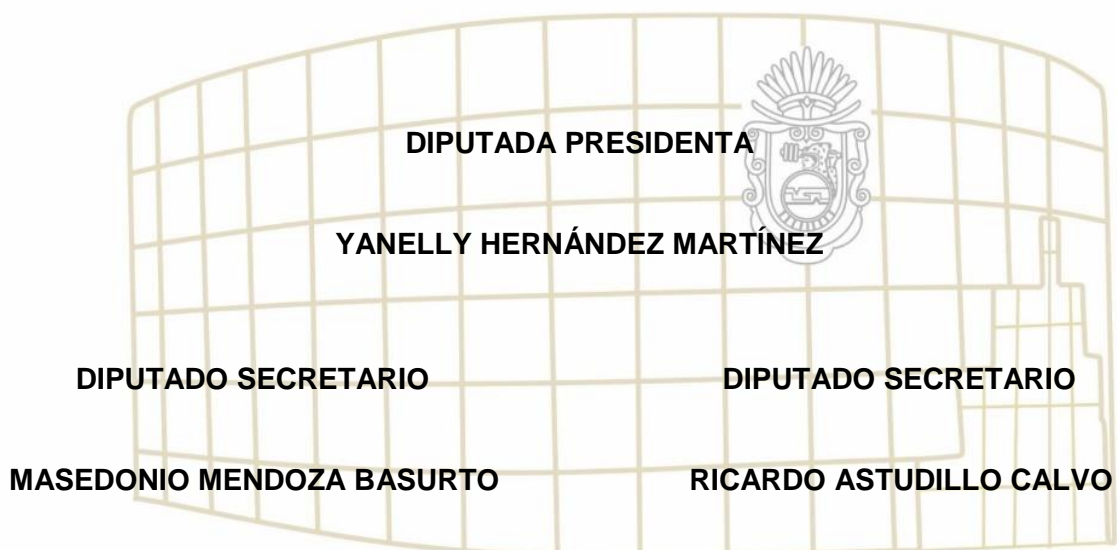 DIPUTADA PRESIDENTA
YANELLY HERNÁNDEZ MARTÍNEZ
DIPUTADO SECRETARIO
DIPUTADO SECRETARIO
MASEDONIO MENDOZA BASURTO
RICARDO ASTUDILLO CALVO